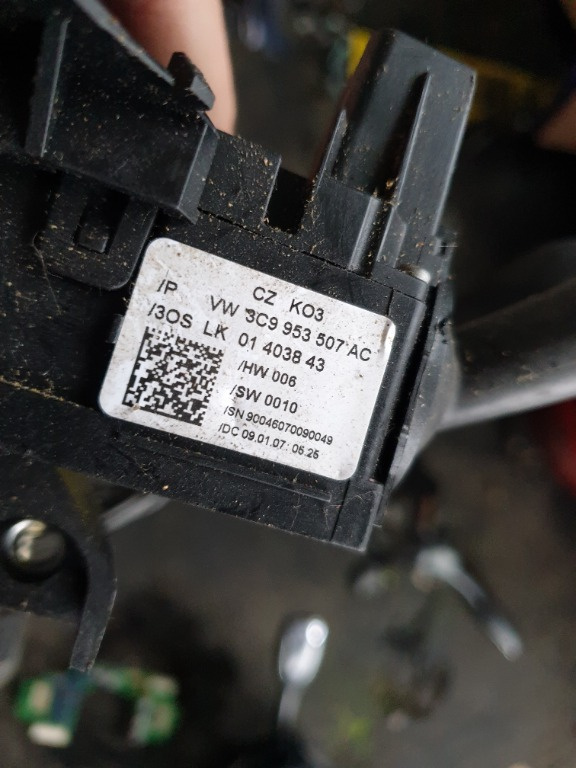 CZ KO3
/P VW 3C9 953 507 AC
/3OS LK 01 4038 43
/HW 006
/SW 0010
/SN 90046070090049
/DC 09.01.07: 05.25